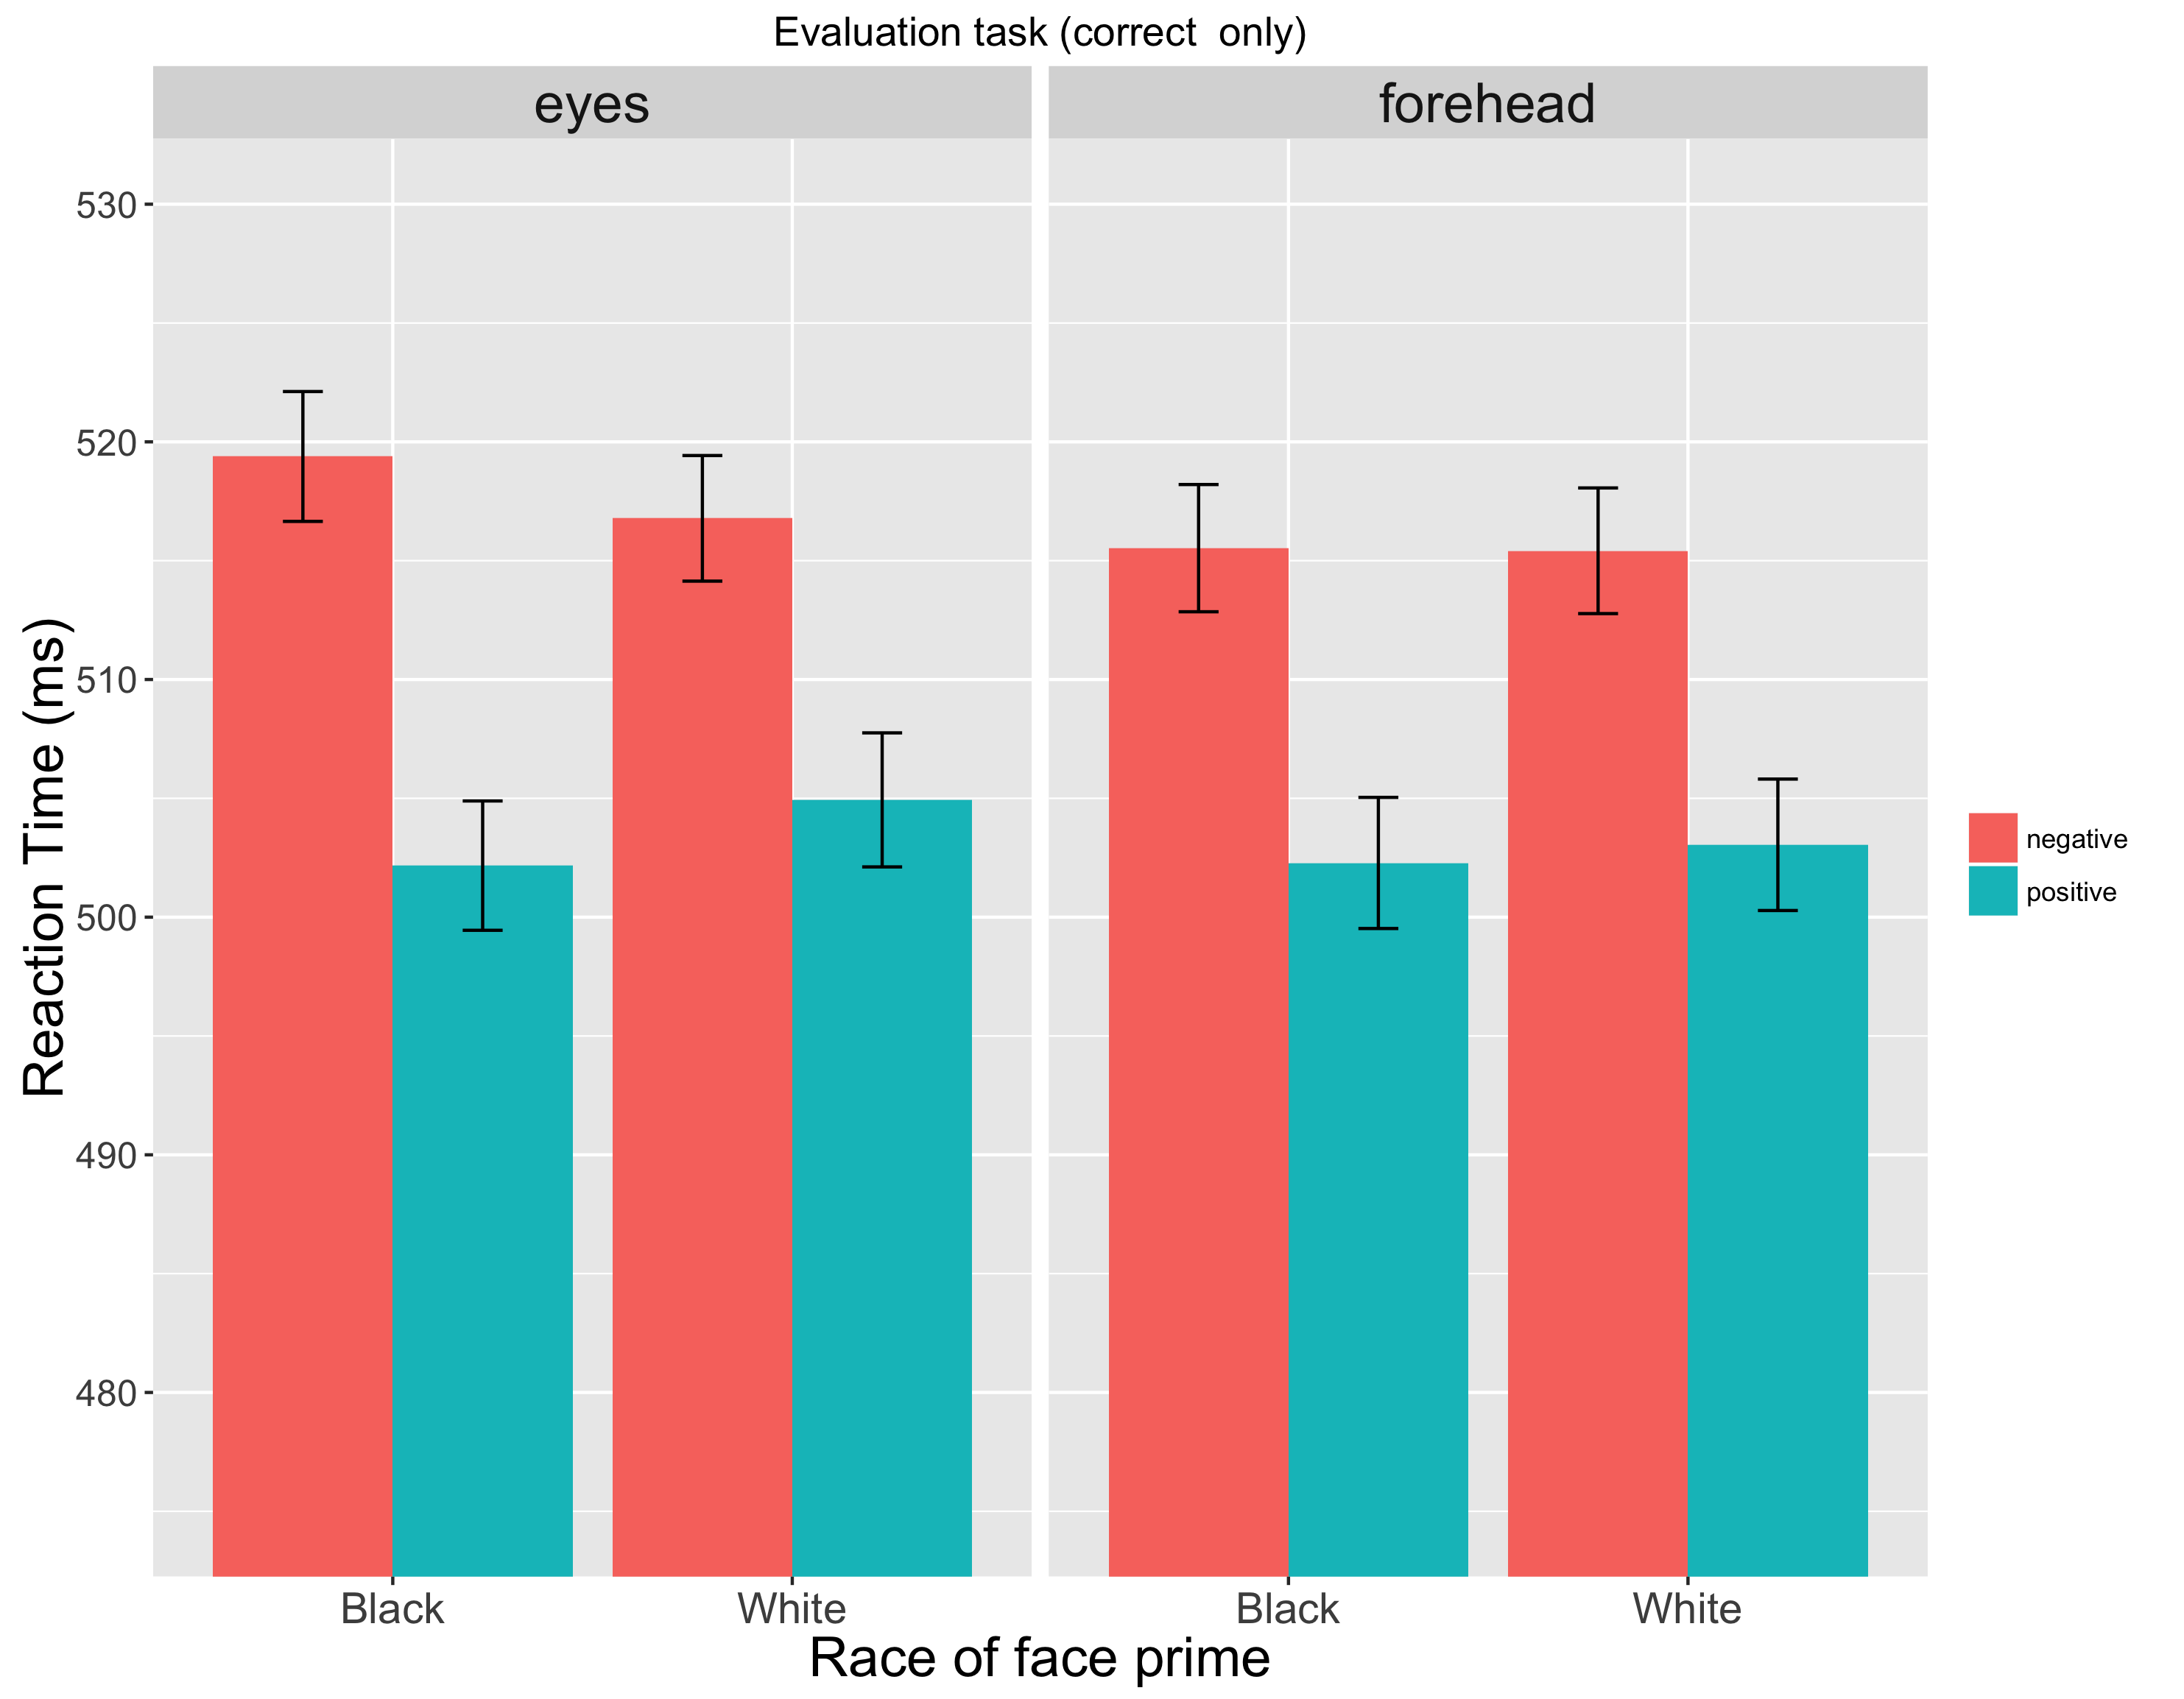 Evaluation task (correct  only)
eyes
forehead
530
520
510
500
490
480
Reaction Time (ms)
negative
positive
Black
White
Black
White
Race of face prime